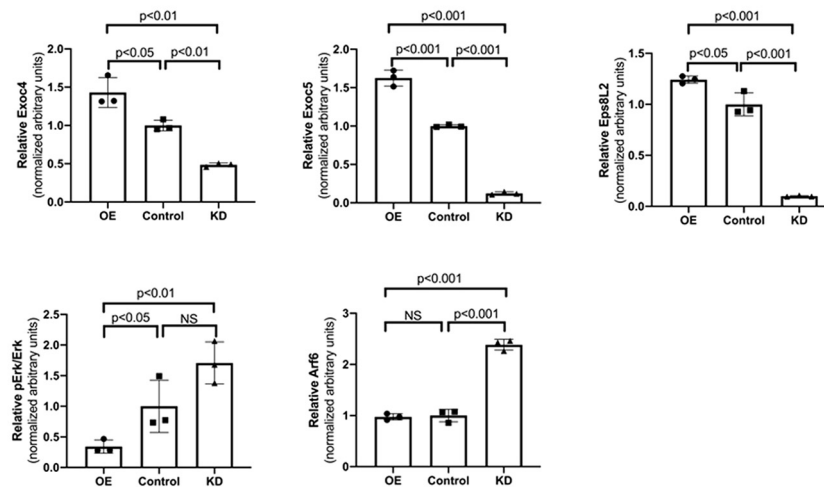 p<0.01
p<0.05
p<0.01
Relative Exoc4
(normalized arbitrary units)
2.0
1.5
1.0
0.5
0.0
OE
Control
KD
p<0.001
p<0.001
p<0.001
Relative Exoc5
(normalized arbitrary units)
2.0
1.5
1.0
0.5
0.0
OE
Control
KD
p<0.001
p<0.05
p<0.001
Relative Eps8L2
(normalized arbitrary units)
1.5
1.0
0.5
0.0
OE
Control
KD
p<0.01
p<0.05
NS
Relative pErk/Erk
(normalized arbitrary units)
2.5
2.0
1.5
1.0
0.5
0.0
OE
Control
KD
p<0.001
NS
p<0.001
Relative Arf6
(normalized arbitrary units)
3
2
1
0
OE
Control
KD